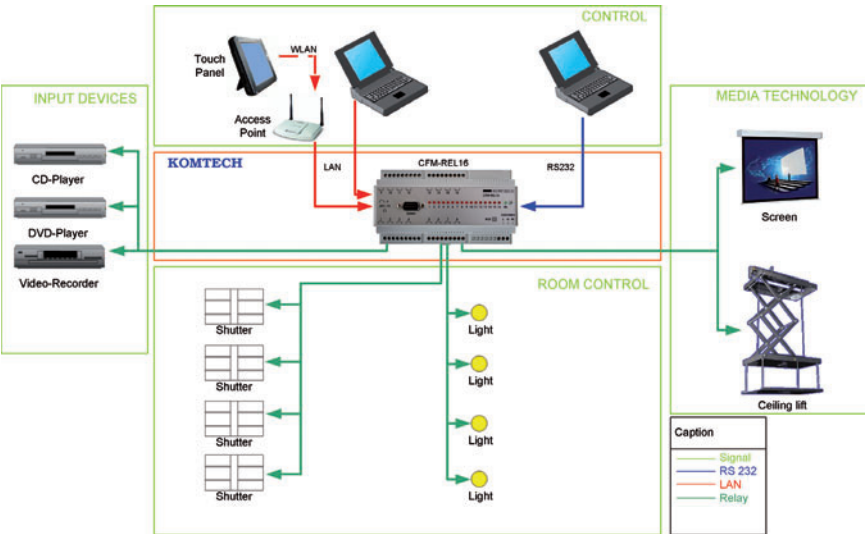 CONTROL
Touch
Panel
WLAN
Access
Point
INPUT DEVICES
CD-Player
DVD-Player
Video-Recorder
KOMTECH
LAN
CFM-REL16
RS232
MEDIA TECHNOLOGY
Screen
Ceiling lift
ROOM CONTROL
Shutter
Shutter
Shutter
Shutter
Light
Light
Light
Light
Caption
Signal
RS 232
LAN
Relay